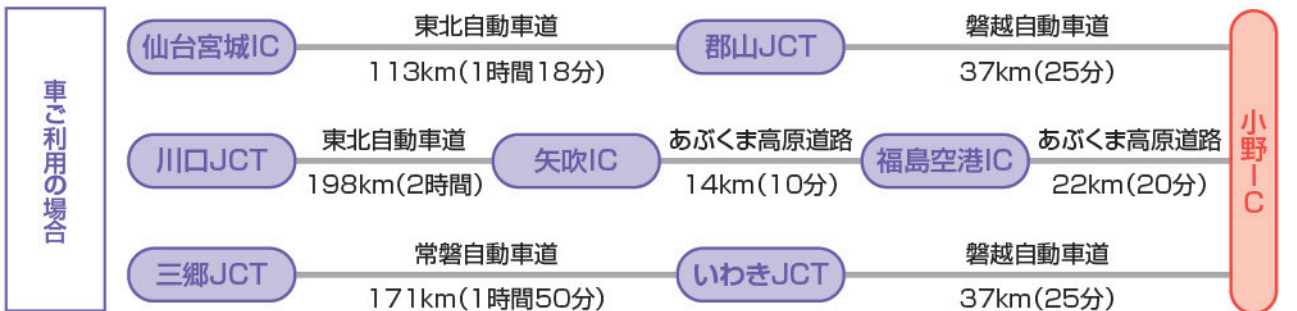 車ご利用の場合
仙台宮城IC
東北自動車道
113km(1時間18分)
郡山JCT
磐越自動車道
37km(25分)
川口JCT
東北自動車道
198km(2時間)
矢吹IC
あぶくま高原道路
14km(10分)
福島空港IC
あぶくま高原道路
22km(20分)
三郷JCT
常磐自動車道
171km(1時間50分)
いわきJCT
磐越自動車道
37km(25分)
小野IC